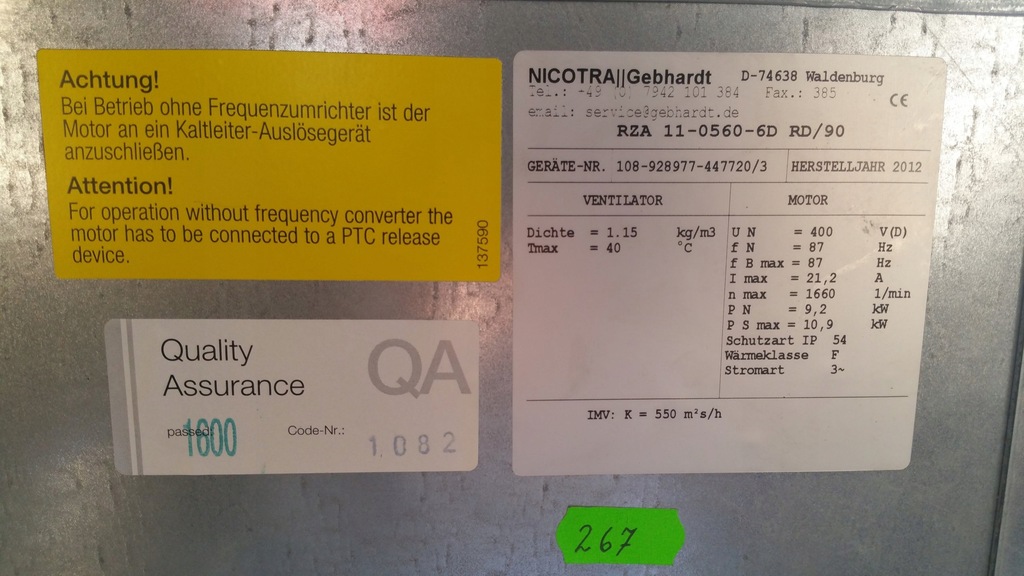 Achtung!
Bei Betrieb ohne Frequenzumrichter ist der
Motor an ein Kaltleiter-Auslösegerät
anzuschließen.
Attention!
For operation without frequency converter the
motor has to be connected to a PTC release
device.
137590
Quality
Assurance
QA
passed:
1600
Code-Nr.:
1082
NICOTRA||Gebhardt D-74638 Waldenburg
Tel.: +49 (0) 7942 101 384 Fax.: 385
CE
email: service@gebhardt.de
RZA 11-0560-6D RD/90
GERÄTE-NR. 108-928977-447720/3 HERSTELLJAHR 2012
VENTILATOR MOTOR
Dichte = 1.15 kg/m3
Tmax = 40 °C
U N = 400 V(D)
f N = 87 Hz
f B max = 87 Hz
I max = 21,2 A
n max = 1660 1/min
P N = 9,2 kW
P S max = 10,9 kW
Schutzart IP 54
Wärmeklasse F
Stromart 3~
IMV: K = 550 m²s/h
267